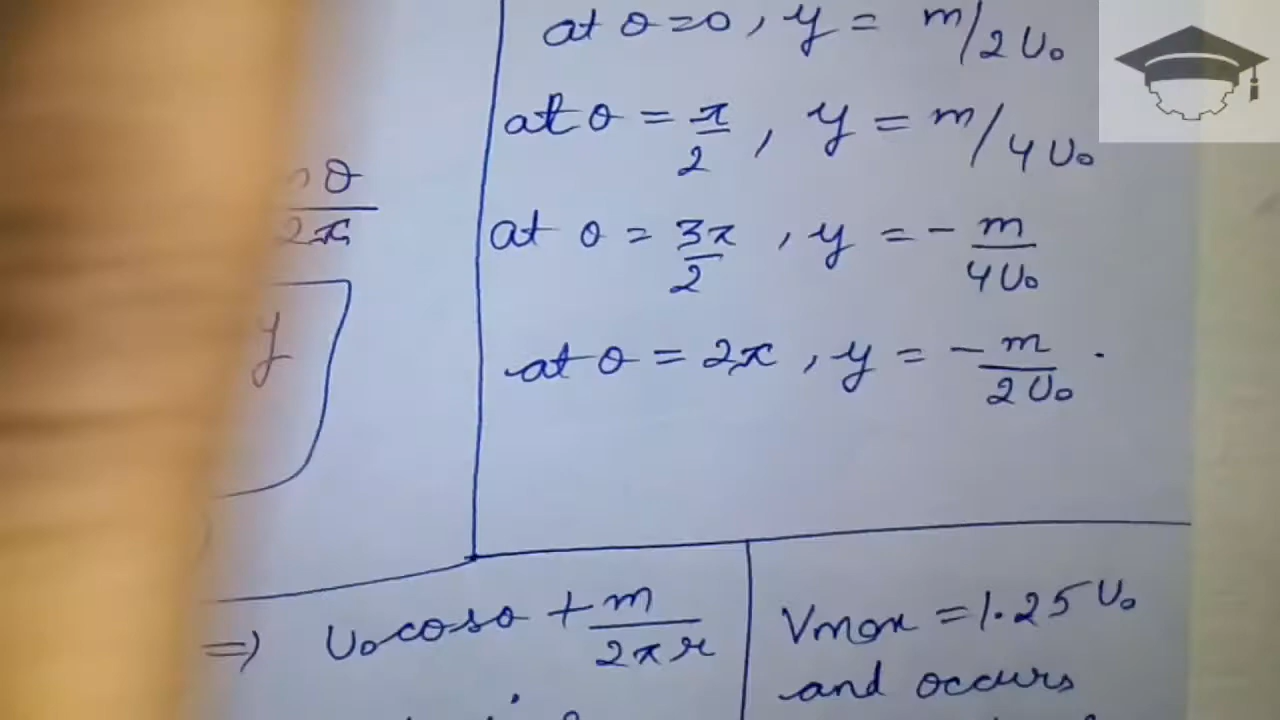 at θ=0, y = m/2U₀
at θ = π/2, y = m/4U₀
θ
2π
at θ = 3π/2, y = - m/4U₀
y
at θ = 2π, y = - m/2U₀.
=> U₀cosθ + m/2πr
Vmax = 1.25 U₀
and occurs